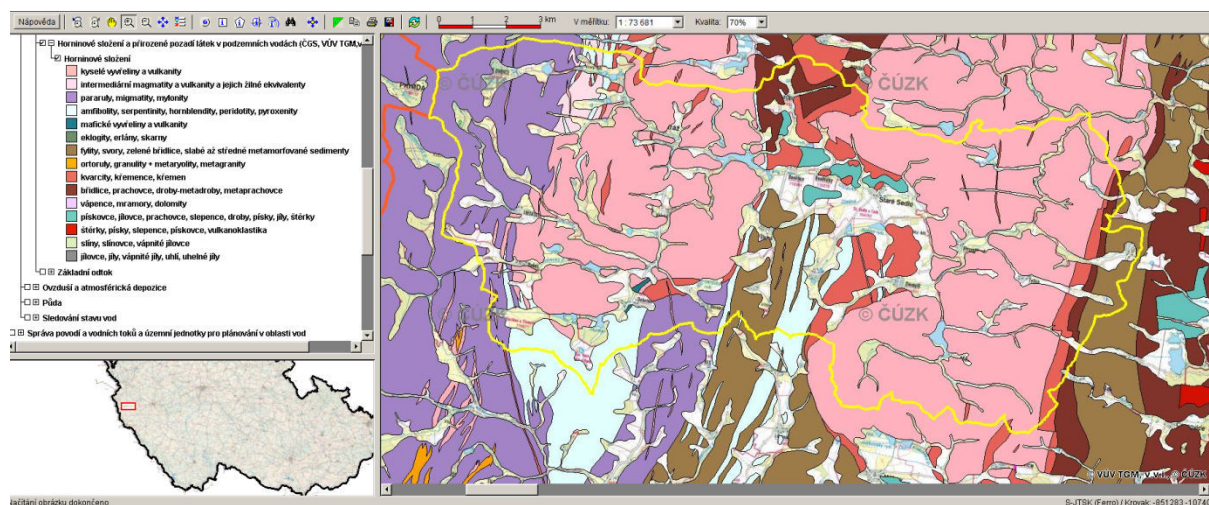 Nápověda
0 1 2 3 km
V měřítku: 1 : 73 681
Kvalita: 70%
Horninové složení a přirozené pozadí látek v podzemních vodách (ČGS, VÚV TGM,v
Horninové složení
kyselé vyvřeliny a vulkanity
intermediární magmatity a vulkanity a jejich žilné ekvivalenty
pararuly, migmatity, mylonity
amfibolity, serpentinity, hornblendity, peridotity, pyroxenity
mafické vyvřeliny a vulkanity
eklogity, erlány, skarny
fylity, svory, zelené břidlice, slabě až středně metamorfované sedimenty
ortoruly, granulity + metaryolity, metagranity
kvarcity, křemence, křemen
břidlice, prachovce, droby-metadroby, metaprachovce
vápence, mramory, dolomity
pískovce, jílovce, prachovce, slepence, droby, písky, jíly, štěrky
štěrky, písky, slepence, pískovce, vulkanoklastika
slíny, slínovce, vápnité jílovce
jílovce, jíly, vápnité jíly, uhlí, uhelné jíly
Základní odtok
Ovzduší a atmosférická depozice
Půda
Sledování stavu vod
Správa povodí a vodních toků a územní jednotky pro plánování v oblasti vod
© ČÚZK
© ČÚZK
Staré Sedlo
© ČÚZK
© ČÚZK
© VÚV TGM, v.v.i., © ČÚZK
Načítání obrázku dokončeno
S-JTSK (Ferro) / Krovak: -851283 -10740